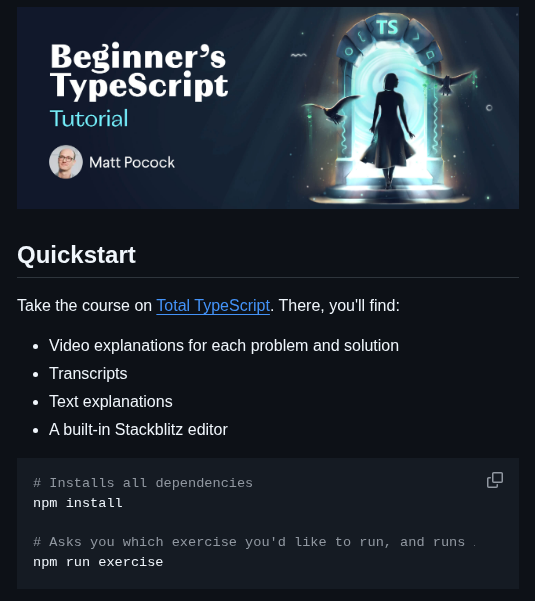 TS
Beginner's
TypeScript
Tutorial
Matt Pocock
Quickstart
Take the course on Total TypeScript. There, you'll find:
• Video explanations for each problem and solution
• Transcripts
• Text explanations
• A built-in Stackblitz editor
# Installs all dependencies
npm install
# Asks you which exercise you'd like to run, and runs
npm run exercise